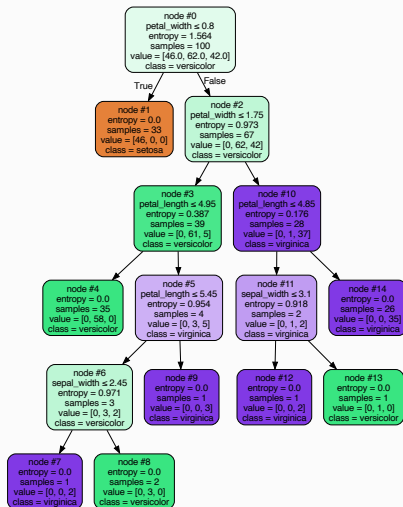 node #0
petal_width ≤ 0.8
entropy = 1.564
samples = 100
value = [46.0, 62.0, 42.0]
class = versicolor
True
False
node #1
entropy = 0.0
samples = 33
value = [46, 0, 0]
class = setosa
node #2
petal_width ≤ 1.75
entropy = 0.973
samples = 67
value = [0, 62, 42]
class = versicolor
node #3
petal_length ≤ 4.95
entropy = 0.387
samples = 39
value = [0, 61, 5]
class = versicolor
node #10
petal_length ≤ 4.85
entropy = 0.176
samples = 28
value = [0, 1, 37]
class = virginica
node #4
entropy = 0.0
samples = 35
value = [0, 58, 0]
class = versicolor
node #5
petal_length ≤ 5.45
entropy = 0.954
samples = 4
value = [0, 3, 5]
class = virginica
node #11
sepal_width ≤ 3.1
entropy = 0.918
samples = 2
value = [0, 1, 2]
class = virginica
node #14
entropy = 0.0
samples = 26
value = [0, 0, 35]
class = virginica
node #6
sepal_width ≤ 2.45
entropy = 0.971
samples = 3
value = [0, 3, 2]
class = versicolor
node #9
entropy = 0.0
samples = 1
value = [0, 0, 3]
class = virginica
node #12
entropy = 0.0
samples = 1
value = [0, 0, 2]
class = virginica
node #13
entropy = 0.0
samples = 1
value = [0, 1, 0]
class = versicolor
node #7
entropy = 0.0
samples = 1
value = [0, 0, 2]
class = virginica
node #8
entropy = 0.0
samples = 2
value = [0, 3, 0]
class = versicolor